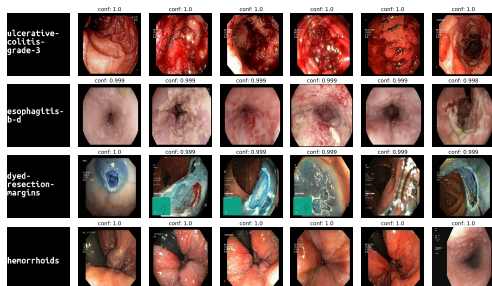 conf: 1.0 conf: 1.0 conf: 1.0 conf: 1.0 conf: 1.0 conf: 1.0
ulcerative-
colitis-
grade-3
conf: 0.999 conf: 0.999 conf: 0.999 conf: 0.999 conf: 0.999 conf: 0.998
esophagitis-
b-d
conf: 1.0 conf: 0.999 conf: 0.999 conf: 0.999 conf: 0.999 conf: 0.999
dyed-
resection-
margins
conf: 1.0 conf: 1.0 conf: 1.0 conf: 1.0 conf: 1.0 conf: 1.0
hemorrhoids